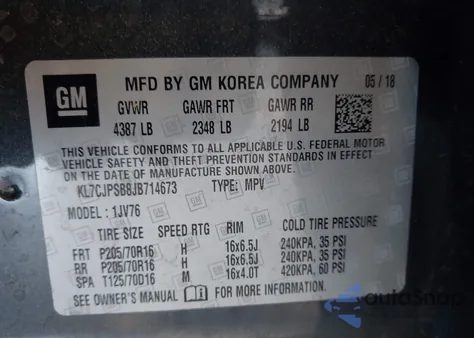 GM
MFD BY GM KOREA COMPANY 05 / 18
GVWR GAWR FRT GAWR RR
4387 LB 2348 LB 2194 LB
THIS VEHICLE CONFORMS TO ALL APPLICABLE U.S. FEDERAL MOTOR
VEHICLE SAFETY AND THEFT PREVENTION STANDARDS IN EFFECT ON
THE DATE OF MANUFACTURE SHOWN ABOVE.
KL7CJPSB8JB714673 TYPE: MPV
MODEL: 1JV76
TIRE SIZE SPEED RTG RIM COLD TIRE PRESSURE
FRT P205/70R16 H 16x6.5J 240KPA, 35 PSI
RR P205/70R16 H 16x6.5J 240KPA, 35 PSI
SPA T125/70D16 M 16x4.0T 420KPA, 60 PSI
SEE OWNER'S MANUAL FOR MORE INFORMATION.
autoSnap